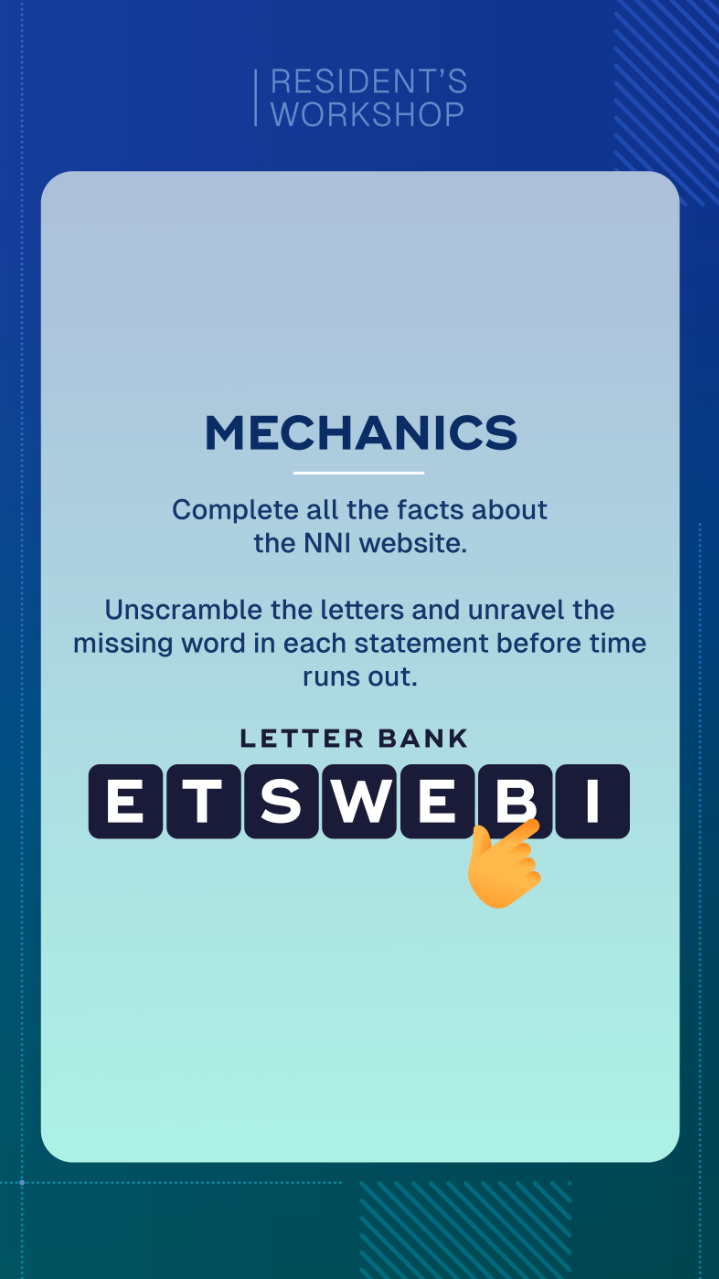 RESIDENT'S
WORKSHOP
MECHANICS
Complete all the facts about
the NNI website.
Unscramble the letters and unravel the
missing word in each statement before time
runs out.
LETTER BANK
E T S W E B I